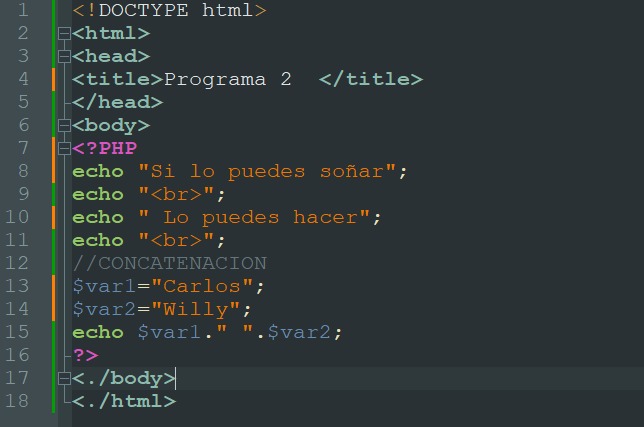 1 <!DOCTYPE html>
2 <html>
3 <head>
4 <title>Programa 2  </title>
5 </head>
6 <body>
7 <?PHP
8 echo "Si lo puedes soñar";
9 echo "<br>";
10 echo " Lo puedes hacer";
11 echo "<br>";
12 //CONCATENACION
13 $var1="Carlos";
14 $var2="Willy";
15 echo $var1." ".$var2;
16 ?>
17 <./body>
18 <./html>